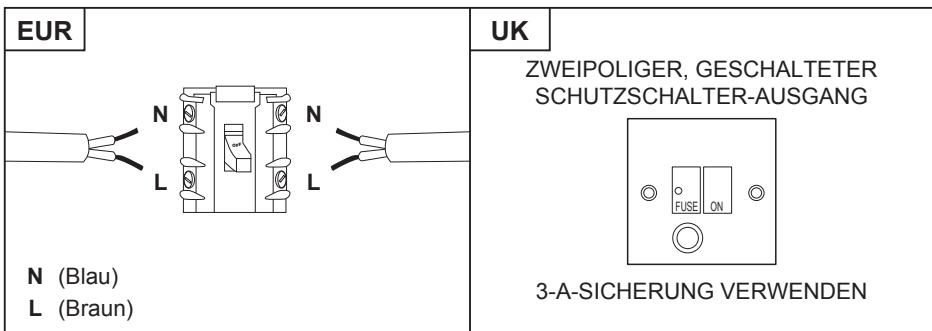 EUR
N
N
OFF
L
L
N (Blau)
L (Braun)
UK
ZWEIPOLIGER, GESCHALTETER
SCHUTZSCHALTER-AUSGANG
FUSE ON
3-A-SICHERUNG VERWENDEN